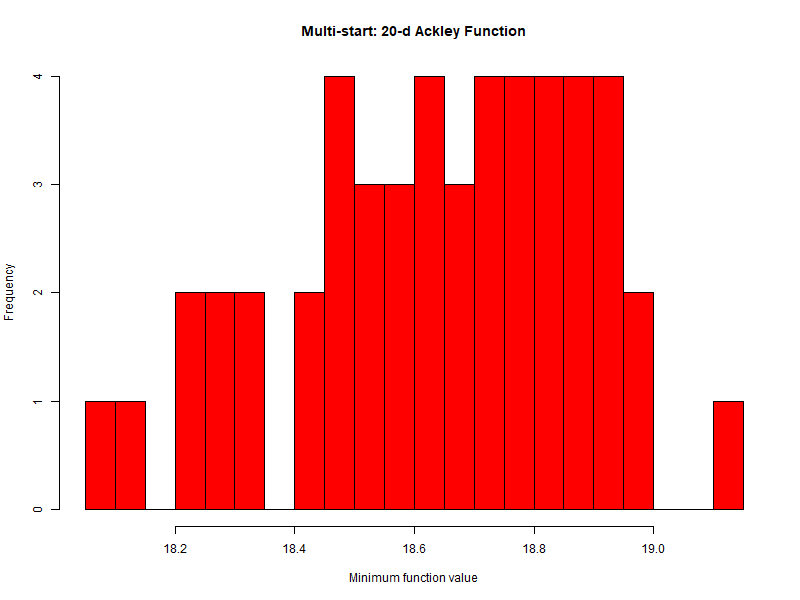 Multi-start: 20-d Ackley Function
Frequency
4
3
2
1
0
18.2 18.4 18.6 18.8 19.0
Minimum function value